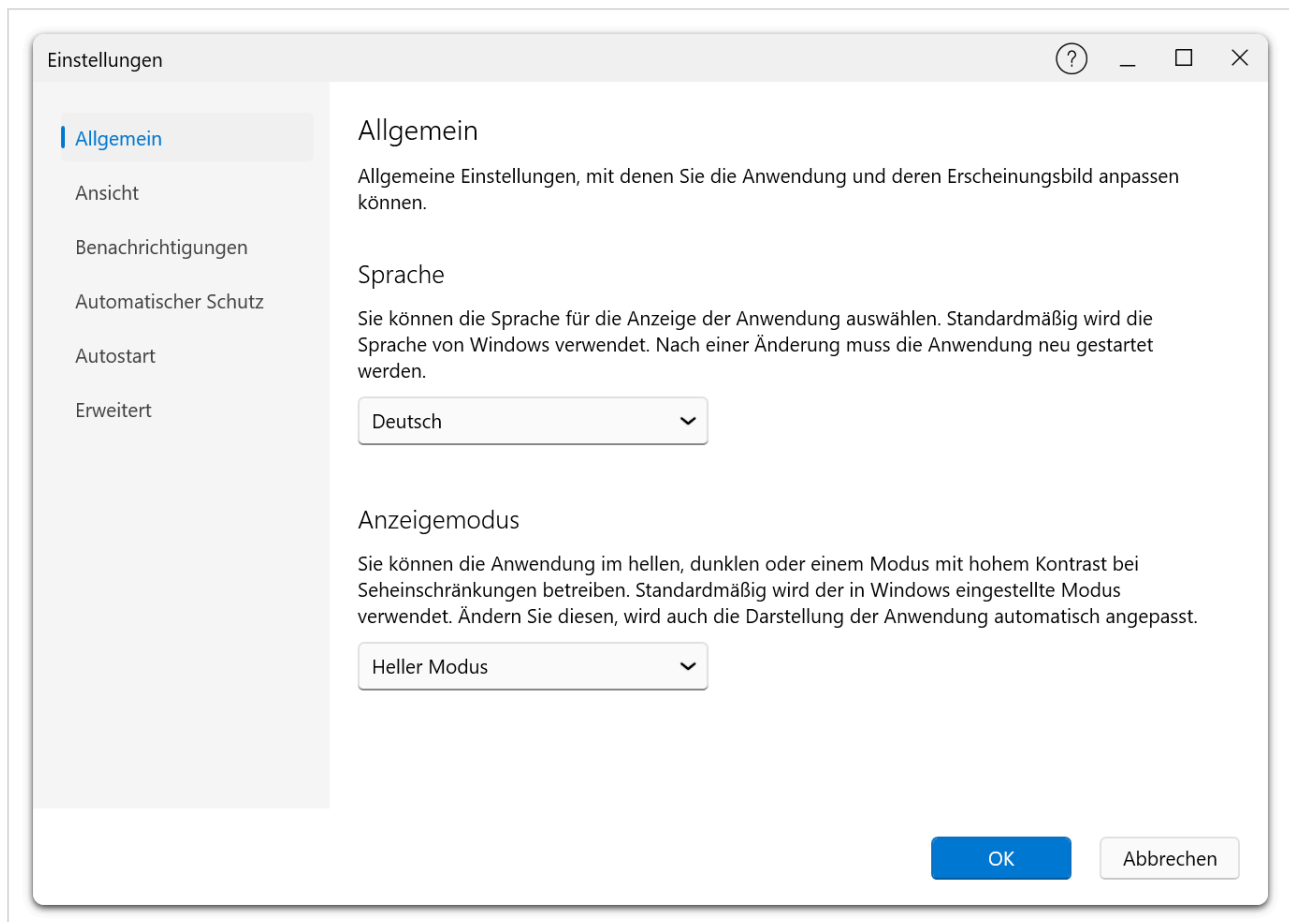 Einstellungen
?
Allgemein
Ansicht
Benachrichtigungen
Automatischer Schutz
Autostart
Erweitert
Allgemein
Allgemeine Einstellungen, mit denen Sie die Anwendung und deren Erscheinungsbild anpassen
können.
Sprache
Sie können die Sprache für die Anzeige der Anwendung auswählen. Standardmäßig wird die
Sprache von Windows verwendet. Nach einer Änderung muss die Anwendung neu gestartet
werden.
Deutsch
Anzeigemodus
Sie können die Anwendung im hellen, dunklen oder einem Modus mit hohem Kontrast bei
Seheinschränkungen betreiben. Standardmäßig wird der in Windows eingestellte Modus
verwendet. Ändern Sie diesen, wird auch die Darstellung der Anwendung automatisch angepasst.
Heller Modus
OK
Abbrechen